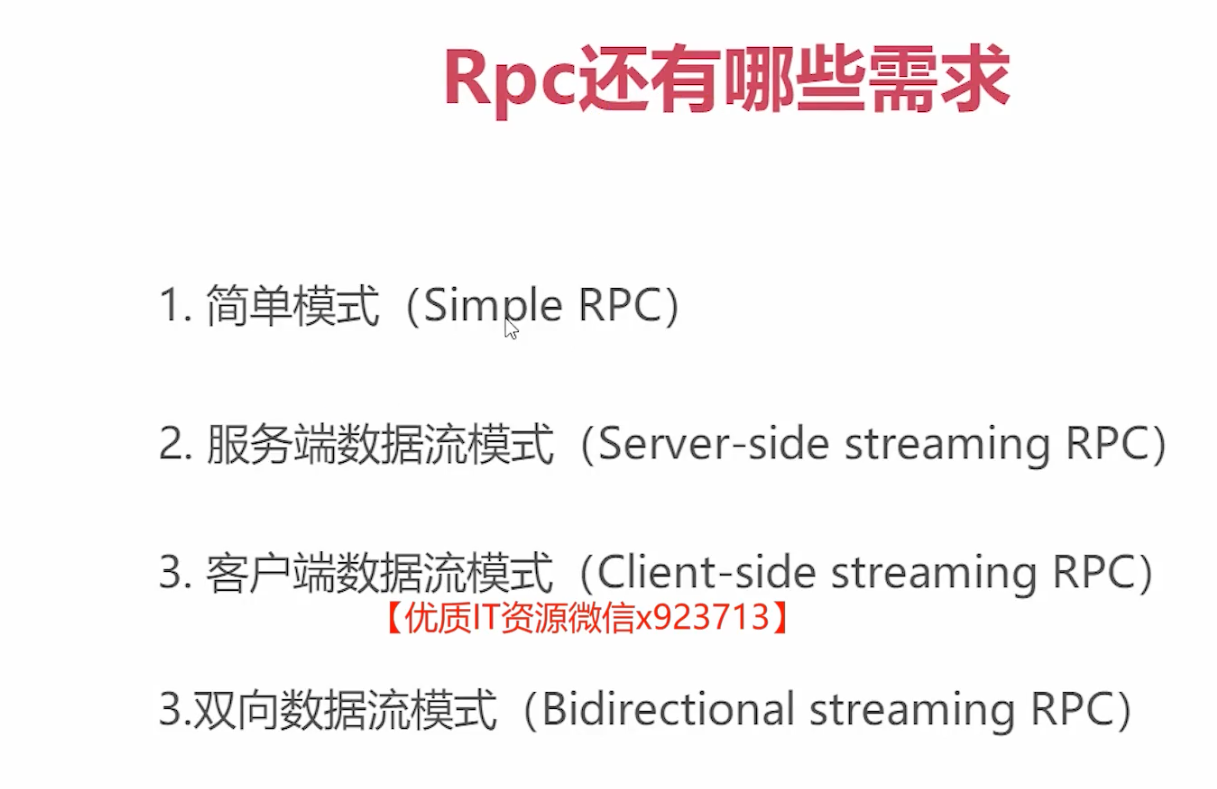 Rpc还有哪些需求
1. 简单模式（Simple RPC）
2. 服务端数据流模式（Server-side streaming RPC）
3. 客户端数据流模式（Client-side streaming RPC）
【优质IT资源微信x923713】
3.双向数据流模式（Bidirectional streaming RPC）